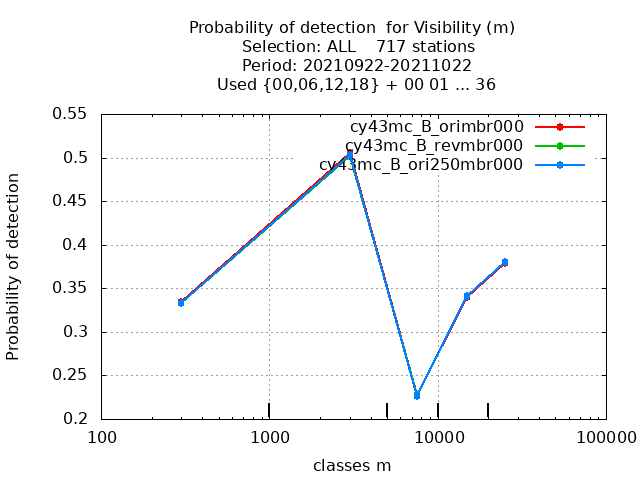 Probability of detection  for Visibility (m)
Selection: ALL    717 stations
Period: 20210922-20211022
Used {00,06,12,18} + 00 01 ... 36
cy43mc_B_orimbr000
cy43mc_B_revmbr000
cy43mc_B_ori250mbr000
Probability of detection
0.55
0.5
0.45
0.4
0.35
0.3
0.25
0.2
100 1000 10000 100000
classes m